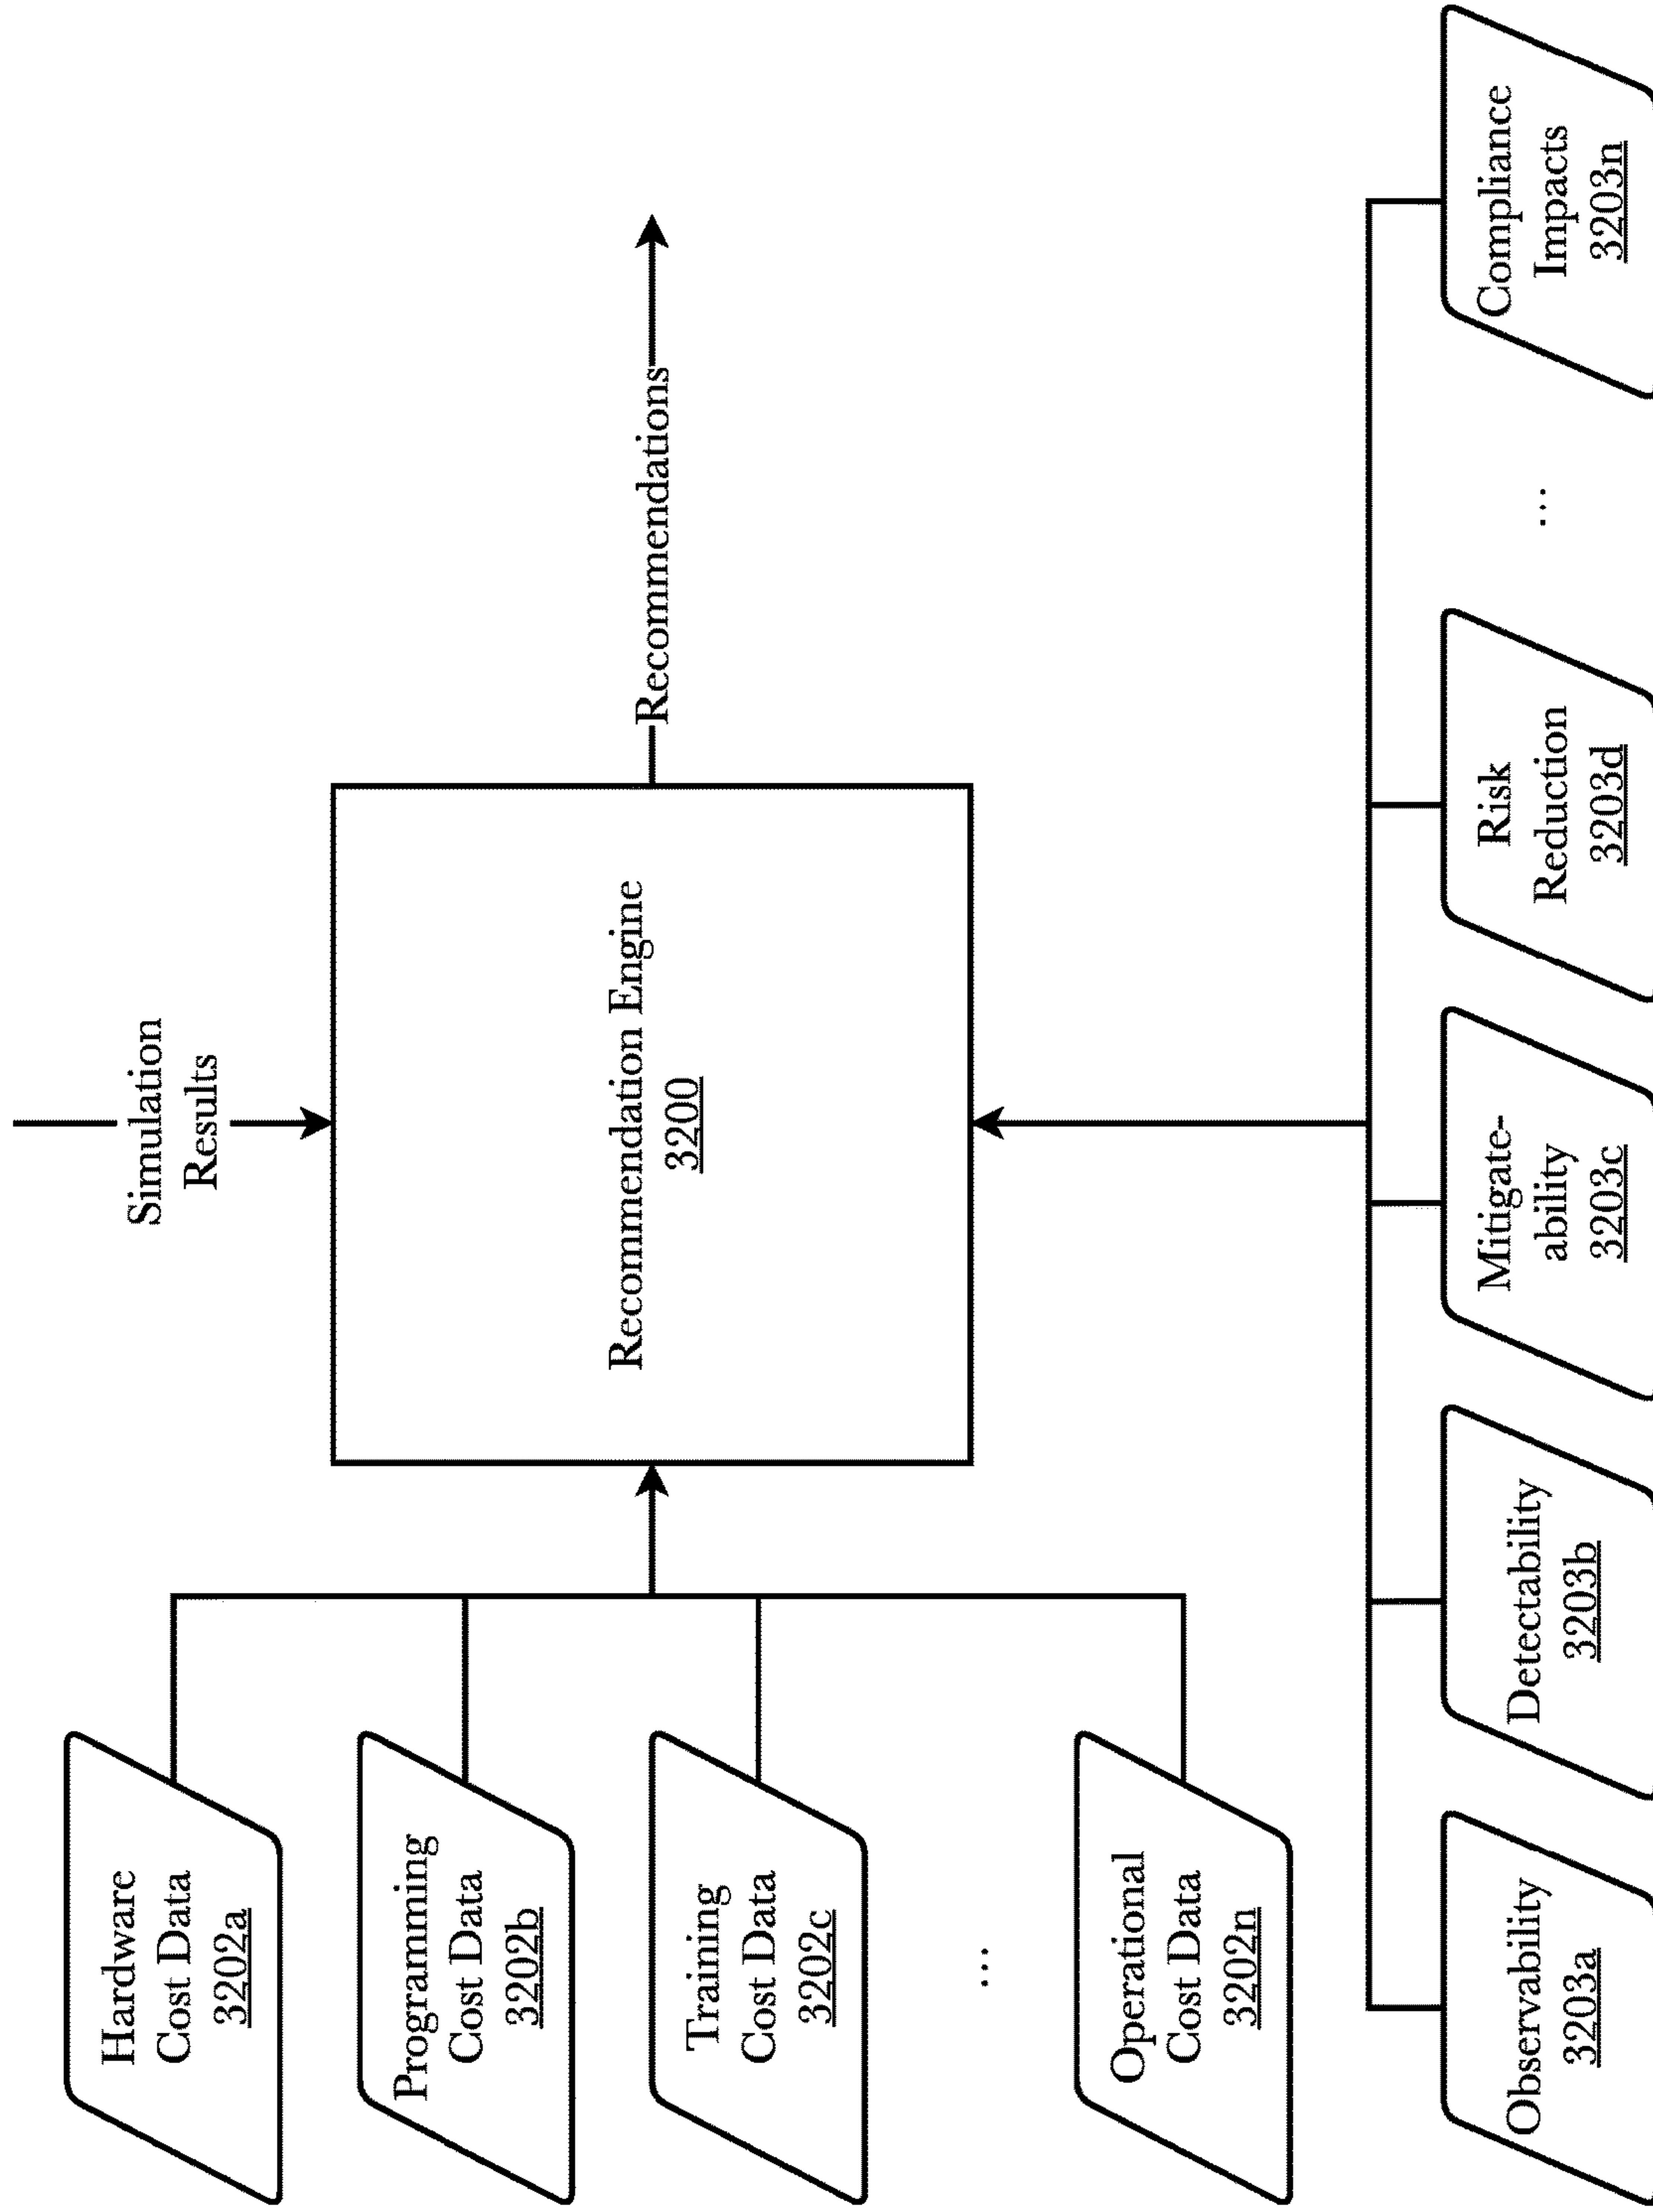 Simulation
Results
Hardware
Cost Data
3202a
Programming
Cost Data
3202b
Training
Cost Data
3202c
...
Operational
Cost Data
3202n
Recommendation Engine
3200
Recommendations
Observability
3203a
Detectability
3203b
Mitigate-
ability
3203c
Risk
Reduction
3203d
...
Compliance
Impacts
3203n